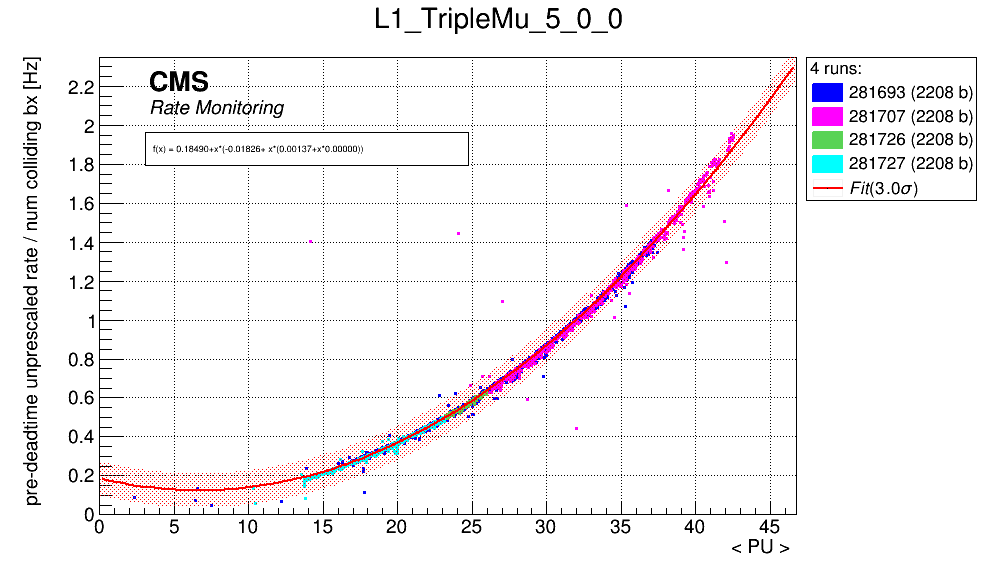 L1_TripleMu_5_0_0
pre-deadtime unprescaled rate / num colliding bx [Hz]
CMS
Rate Monitoring
f(x) = 0.18490+x*(-0.01826+ x*(0.00137+x*0.00000))
4 runs:
281693 (2208 b)
281707 (2208 b)
281726 (2208 b)
281727 (2208 b)
Fit(3.0σ)
2.2
2
1.8
1.6
1.4
1.2
1
0.8
0.6
0.4
0.2
0
0 5 10 15 20 25 30 35 40 45
< PU >